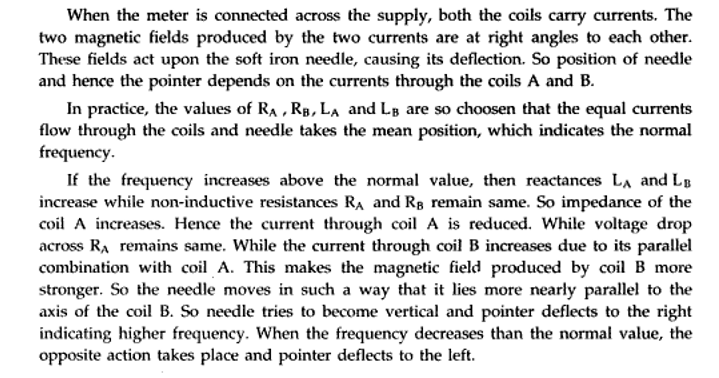 When the meter is connected across the supply, both the coils carry currents. The
two magnetic fields produced by the two currents are at right angles to each other.
These fields act upon the soft iron needle, causing its deflection. So position of needle
and hence the pointer depends on the currents through the coils A and B.
In practice, the values of RA , RB, LA and LB are so choosen that the equal currents
flow through the coils and needle takes the mean position, which indicates the normal
frequency.
If the frequency increases above the normal value, then reactances LA and LB
increase while non-inductive resistances RA and RB remain same. So impedance of the
coil A increases. Hence the current through coil A is reduced. While voltage drop
across RA remains same. While the current through coil B increases due to its parallel
combination with coil A. This makes the magnetic field produced by coil B more
stronger. So the needle moves in such a way that it lies more nearly parallel to the
axis of the coil B. So needle tries to become vertical and pointer deflects to the right
indicating higher frequency. When the frequency decreases than the normal value, the
opposite action takes place and pointer deflects to the left.